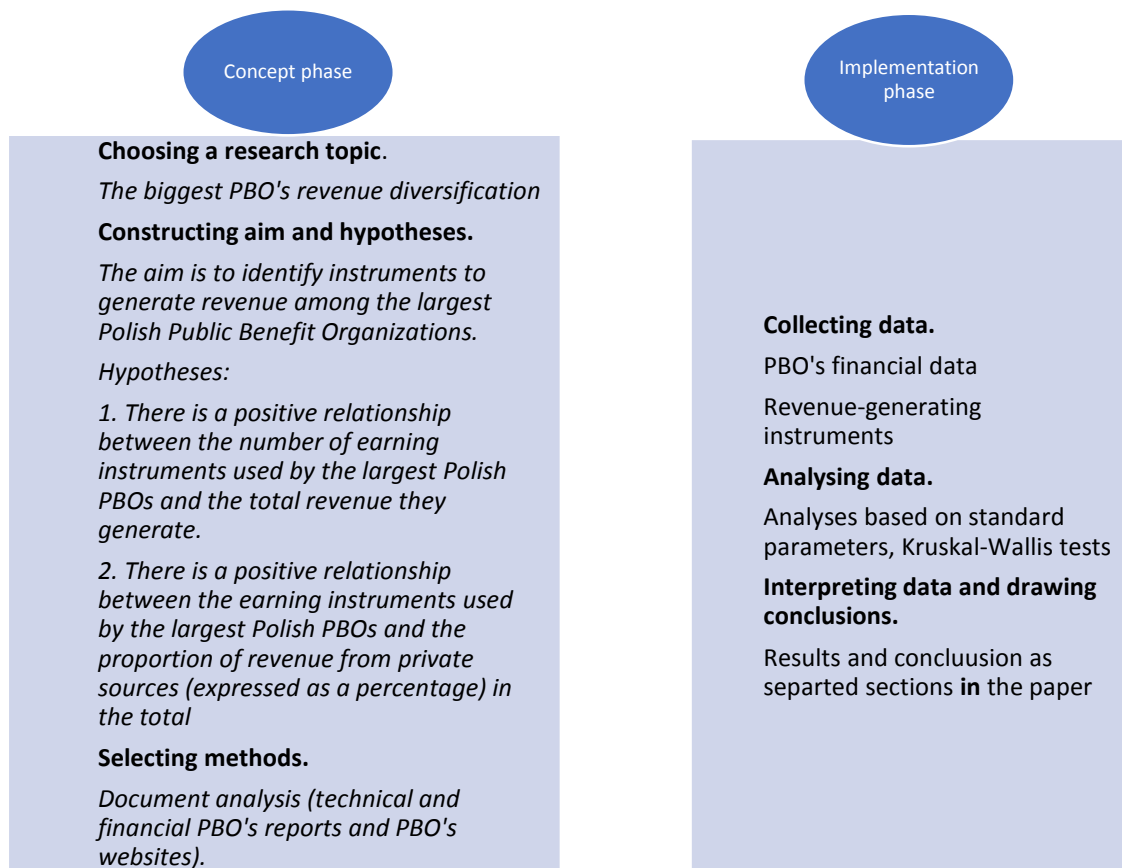 Concept phase
Choosing a research topic.
The biggest PBO's revenue diversification
Constructing aim and hypotheses.
The aim is to identify instruments to
generate revenue among the largest
Polish Public Benefit Organizations.
Hypotheses:
1. There is a positive relationship
between the number of earning
instruments used by the largest Polish
PBOs and the total revenue they
generate.
2. There is a positive relationship
between the earning instruments used
by the largest Polish PBOs and the
proportion of revenue from private
sources (expressed as a percentage) in
the total
Selecting methods.
Document analysis (technical and
financial PBO's reports and PBO's
websites).
Implementation
phase
Collecting data.
PBO's financial data
Revenue-generating
instruments
Analysing data.
Analyses based on standard
parameters, Kruskal-Wallis tests
Interpreting data and drawing
conclusions.
Results and concluusion as
separted sections in the paper